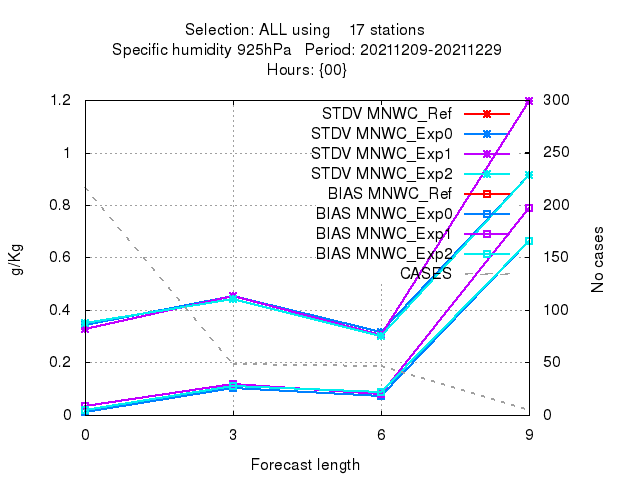 Selection: ALL using    17 stations
Specific humidity 925hPa   Period: 20211209-20211229
Hours: {00}
1.2
1
0.8
0.6
0.4
0.2
0
g/Kg
STDV MNWC_Ref
STDV MNWC_Exp0
STDV MNWC_Exp1
STDV MNWC_Exp2
BIAS MNWC_Ref
BIAS MNWC_Exp0
BIAS MNWC_Exp1
BIAS MNWC_Exp2
CASES
300
250
200
150
100
50
0
No cases
0 3 6 9
Forecast length